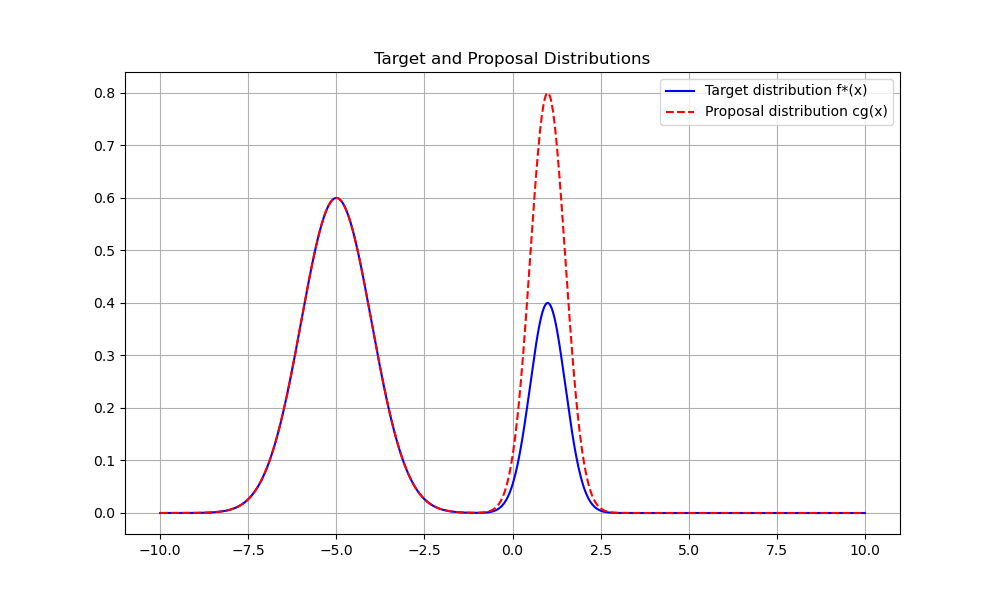 Target and Proposal Distributions
Target distribution f*(x)
Proposal distribution cg(x)
0.8
0.7
0.6
0.5
0.4
0.3
0.2
0.1
0.0
−10.0 −7.5 −5.0 −2.5 0.0 2.5 5.0 7.5 10.0